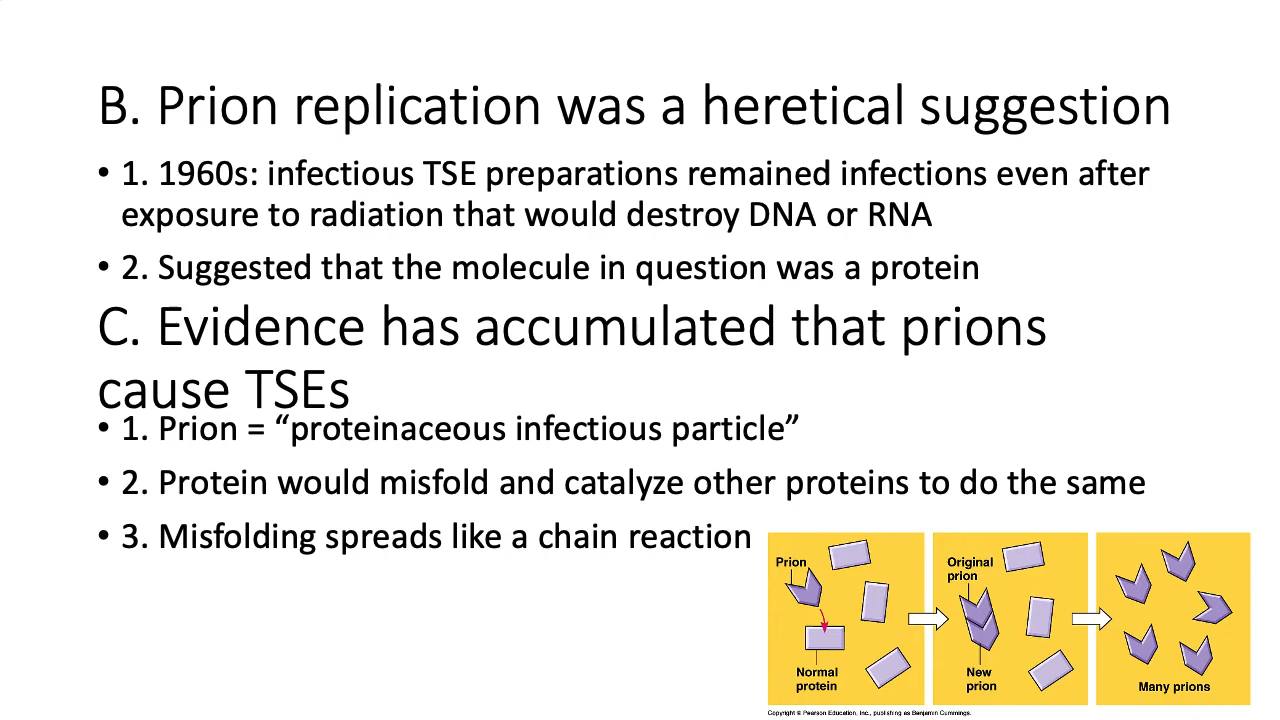 B. Prion replication was a heretical suggestion
• 1. 1960s: infectious TSE preparations remained infections even after
exposure to radiation that would destroy DNA or RNA
• 2. Suggested that the molecule in question was a protein
C. Evidence has accumulated that prions
cause TSEs
• 1. Prion = “proteinaceous infectious particle”
• 2. Protein would misfold and catalyze other proteins to do the same
• 3. Misfolding spreads like a chain reaction
Prion
Normal
protein
Original
prion
New
prion
Many prions
Copyright © Pearson Education, Inc., publishing as Benjamin Cummings.